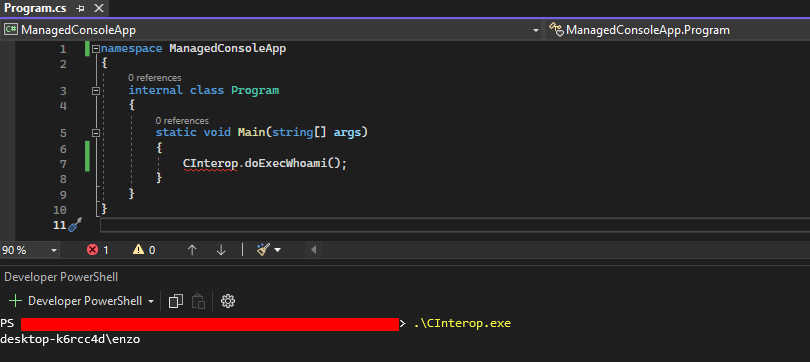 Program.cs
C# ManagedConsoleApp
ManagedConsoleApp.Program
1 namespace ManagedConsoleApp
2 {
0 references
3 internal class Program
4 {
0 references
5 static void Main(string[] args)
6 {
7 CInterop.doExecWhoami();
8 }
9 }
10 }
11
90 % 1 0
Developer PowerShell
Developer PowerShell
PS > .\CInterop.exe
desktop-k6rcc4d\enzo